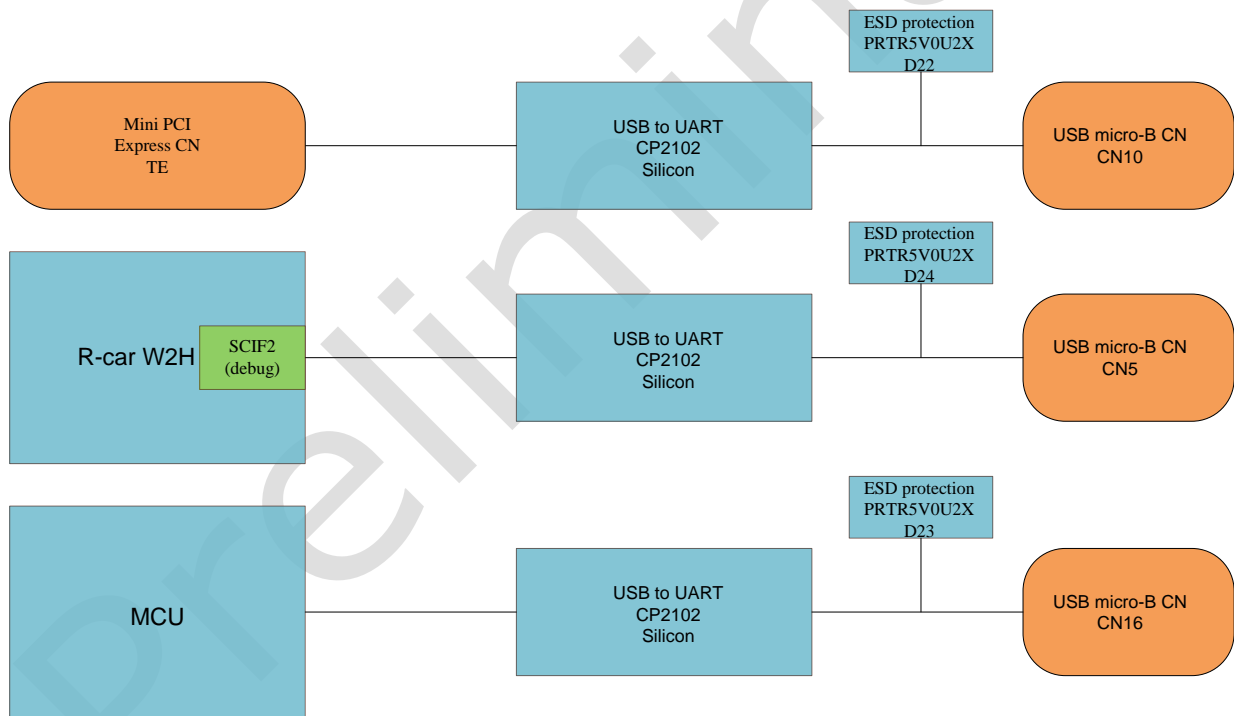 ESD protection
PRTR5V0U2X
D22
Mini PCI
Express CN
TE
USB to UART
CP2102
Silicon
USB micro-B CN
CN10
ESD protection
PRTR5V0U2X
D24
R-car W2H
SCIF2
(debug)
USB to UART
CP2102
Silicon
USB micro-B CN
CN5
ESD protection
PRTR5V0U2X
D23
MCU
USB to UART
CP2102
Silicon
USB micro-B CN
CN16
Prelimin